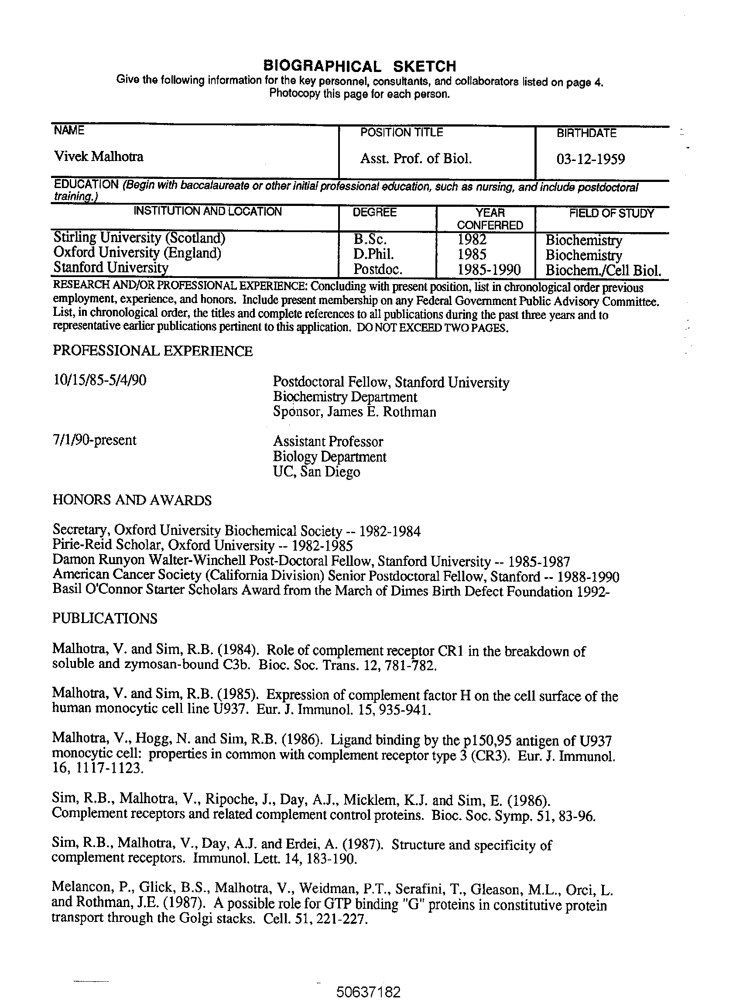 BIOGRAPHICAL SKETCH
Give the following information for the key personnel, consultants, and collaborators listed on page 4.
Photocopy this page for each person.
NAME POSITION TITLE BIRTHDATE
Vivek Malhotra Asst. Prof. of Biol. 03-12-1959
EDUCATION (Begin with baccalaureate or other initial professional education, such as nursing, and include postdoctoral
training.)
INSTITUTION AND LOCATION DEGREE YEAR CONFERRED FIELD OF STUDY
Stirling University (Scotland) B.Sc. 1982 Biochemistry
Oxford University (England) D.Phil. 1985 Biochemistry
Stanford University Postdoc. 1985-1990 Biochem./Cell Biol.
RESEARCH AND/OR PROFESSIONAL EXPERIENCE: Concluding with present position, list in chronological order previous
employment, experience, and honors. Include present membership on any Federal Government Public Advisory Committee.
List, in chronological order, the titles and complete references to all publications during the past three years and to
representative earlier publications pertinent to this application. DO NOT EXCEED TWO PAGES.
PROFESSIONAL EXPERIENCE
10/15/85-5/4/90 Postdoctoral Fellow, Stanford University
Biochemistry Department
Sponsor, James E. Rothman
7/1/90-present Assistant Professor
Biology Department
UC, San Diego
HONORS AND AWARDS
Secretary, Oxford University Biochemical Society -- 1982-1984
Pirie-Reid Scholar, Oxford University -- 1982-1985
Damon Runyon Walter-Winchell Post-Doctoral Fellow, Stanford University -- 1985-1987
American Cancer Society (California Division) Senior Postdoctoral Fellow, Stanford -- 1988-1990
Basil O'Connor Starter Scholars Award from the March of Dimes Birth Defect Foundation 1992-
PUBLICATIONS
Malhotra, V. and Sim, R.B. (1984). Role of complement receptor CR1 in the breakdown of
soluble and zymosan-bound C3b. Bioc. Soc. Trans. 12, 781-782.
Malhotra, V. and Sim, R.B. (1985). Expression of complement factor H on the cell surface of the
human monocytic cell line U937. Eur. J. Immunol. 15, 935-941.
Malhotra, V., Hogg, N. and Sim, R.B. (1986). Ligand binding by the p150,95 antigen of U937
monocytic cell: properties in common with complement receptor type 3 (CR3). Eur. J. Immunol.
16, 1117-1123.
Sim, R.B., Malhotra, V., Ripoche, J., Day, A.J., Micklem, K.J. and Sim, E. (1986).
Complement receptors and related complement control proteins. Bioc. Soc. Symp. 51, 83-96.
Sim, R.B., Malhotra, V., Day, A.J. and Erdei, A. (1987). Structure and specificity of
complement receptors. Immunol. Lett. 14, 183-190.
Melancon, P., Glick, B.S., Malhotra, V., Weidman, P.T., Serafini, T., Gleason, M.L., Orci, L.
and Rothman, J.E. (1987). A possible role for GTP binding "G" proteins in constitutive protein
transport through the Golgi stacks. Cell. 51, 221-227.
50637182